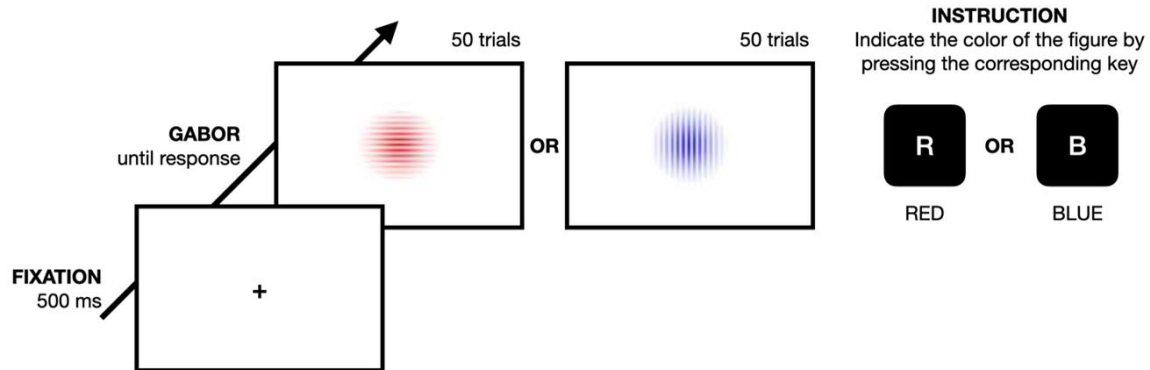 50 trials
50 trials
INSTRUCTION
Indicate the color of the figure by
pressing the corresponding key
GABOR
until response
OR
R
OR
B
RED
BLUE
FIXATION
500 ms
+